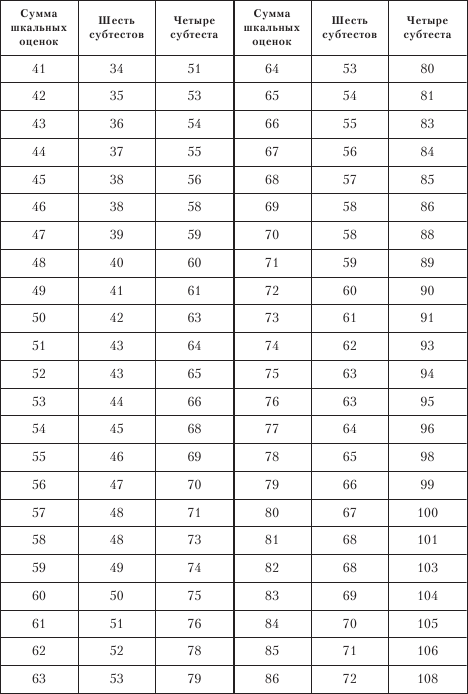 Сумма шкальных оценок Шесть субтестов Четыре субтеста Сумма шкальных оценок Шесть субтестов Четыре субтеста
41 34 51 64 53 80
42 35 53 65 54 81
43 36 54 66 55 83
44 37 55 67 56 84
45 38 56 68 57 85
46 38 58 69 58 86
47 39 59 70 58 88
48 40 60 71 59 89
49 41 61 72 60 90
50 42 63 73 61 91
51 43 64 74 62 93
52 43 65 75 63 94
53 44 66 76 63 95
54 45 68 77 64 96
55 46 69 78 65 98
56 47 70 79 66 99
57 48 71 80 67 100
58 48 73 81 68 101
59 49 74 82 68 103
60 50 75 83 69 104
61 51 76 84 70 105
62 52 78 85 71 106
63 53 79 86 72 108